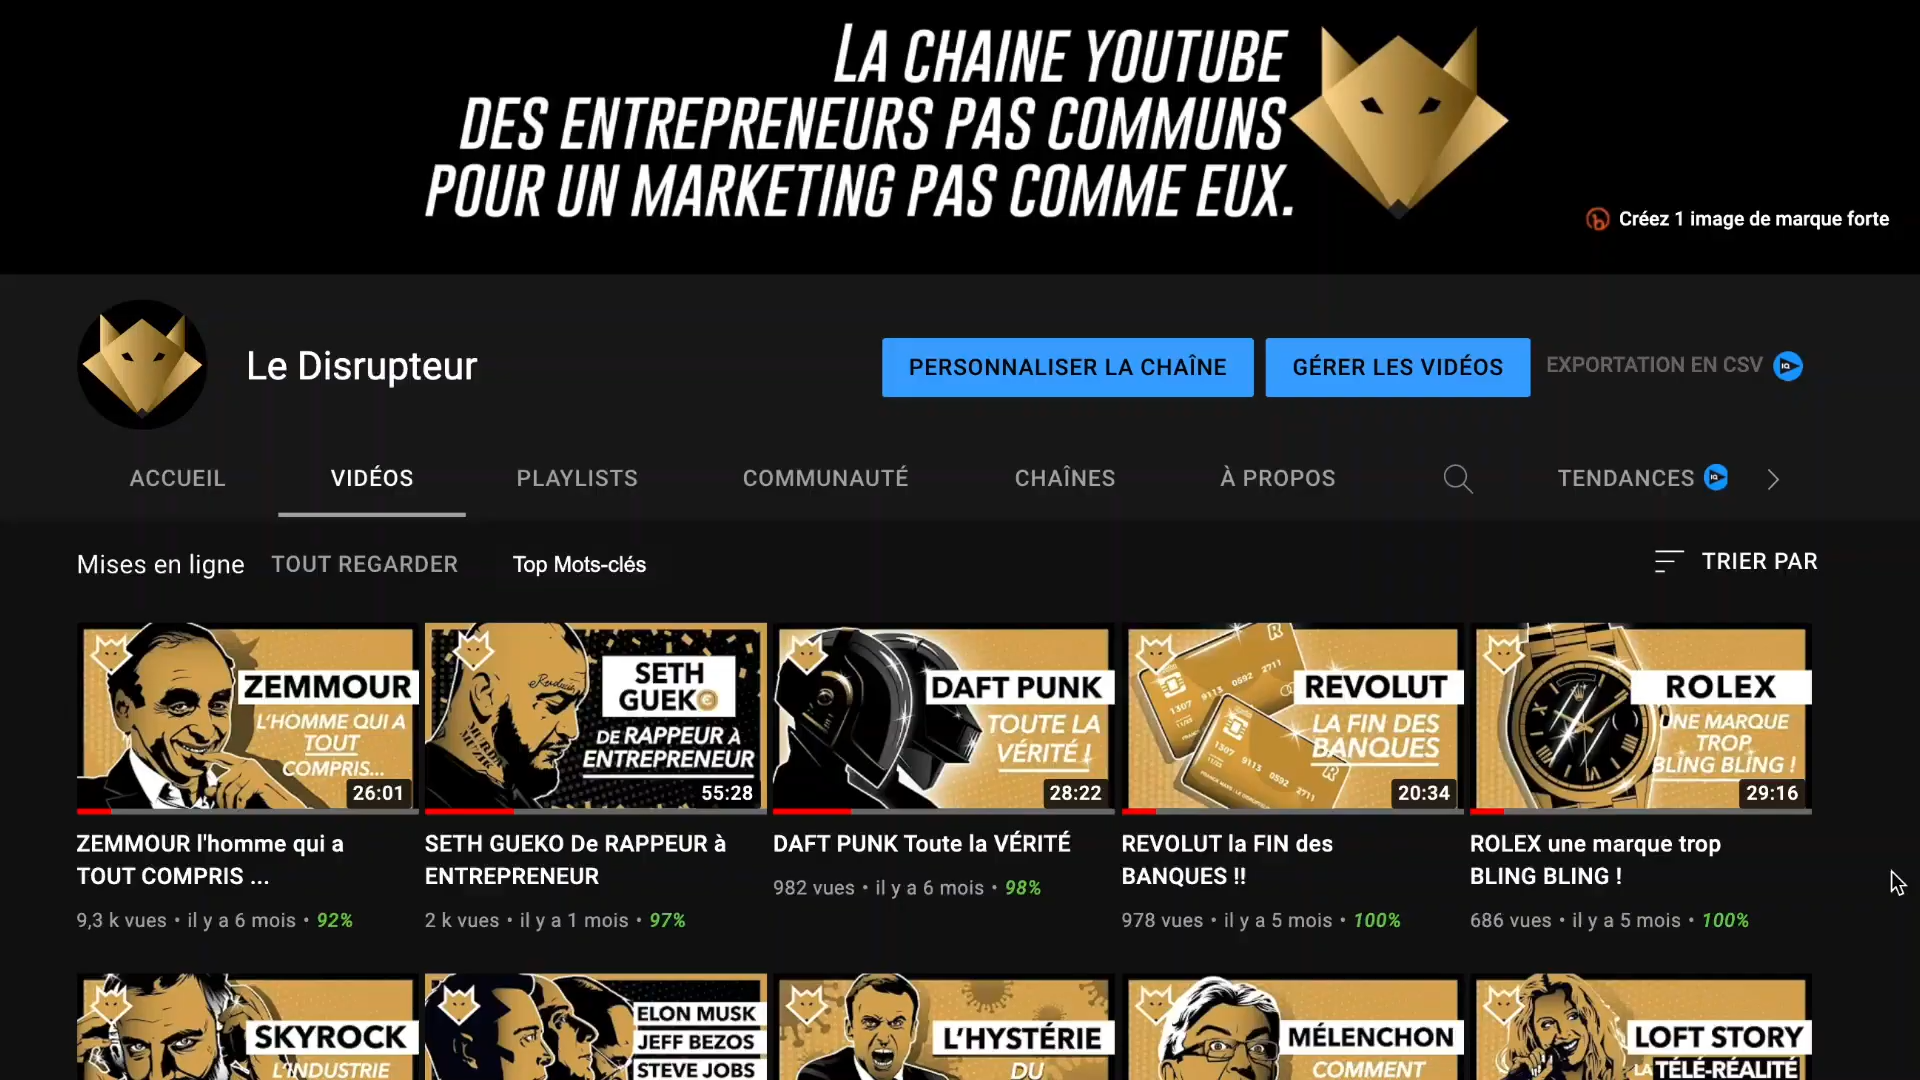 LA CHAINE YOUTUBE
DES ENTREPRENEURS PAS COMMUNS
POUR UN MARKETING PAS COMME EUX.
Créez 1 image de marque forte
Le Disrupteur
PERSONNALISER LA CHAÎNE
GÉRER LES VIDÉOS
EXPORTATION EN CSV
ACCUEIL
VIDÉOS
PLAYLISTS
COMMUNAUTÉ
CHAÎNES
À PROPOS
TENDANCES
Mises en ligne
TOUT REGARDER
Top Mots-clés
TRIER PAR
ZEMMOUR
L'HOMME QUI A
TOUT
COMPRIS...
26:01
ZEMMOUR l'homme qui a
TOUT COMPRIS ...
9,3 k vues • il y a 6 mois • 92%
SETH
GUEKO
DE RAPPEUR À
ENTREPRENEUR
55:28
SETH GUEKO De RAPPEUR à
ENTREPRENEUR
2 k vues • il y a 1 mois • 97%
DAFT PUNK
TOUTE LA
VÉRITÉ !
28:22
DAFT PUNK Toute la VÉRITÉ
982 vues • il y a 6 mois • 98%
R
2711
0592
9113
1307
REVOLUT
LA FIN DES
BANQUES
R
1307
9113
0592
2711
20:34
REVOLUT la FIN des
BANQUES !!
978 vues • il y a 5 mois • 100%
ROLEX
UNE MARQUE
TROP
BLING BLING !
29:16
ROLEX une marque trop
BLING BLING !
686 vues • il y a 5 mois • 100%
SKYROCK
L'INDUSTRIE
ELON MUSK
JEFF BEZOS
STEVE JOBS
L'HYSTÉRIE
DU
MÉLENCHON
COMMENT
LOFT STORY
LA TÉLÉ-RÉALITÉ